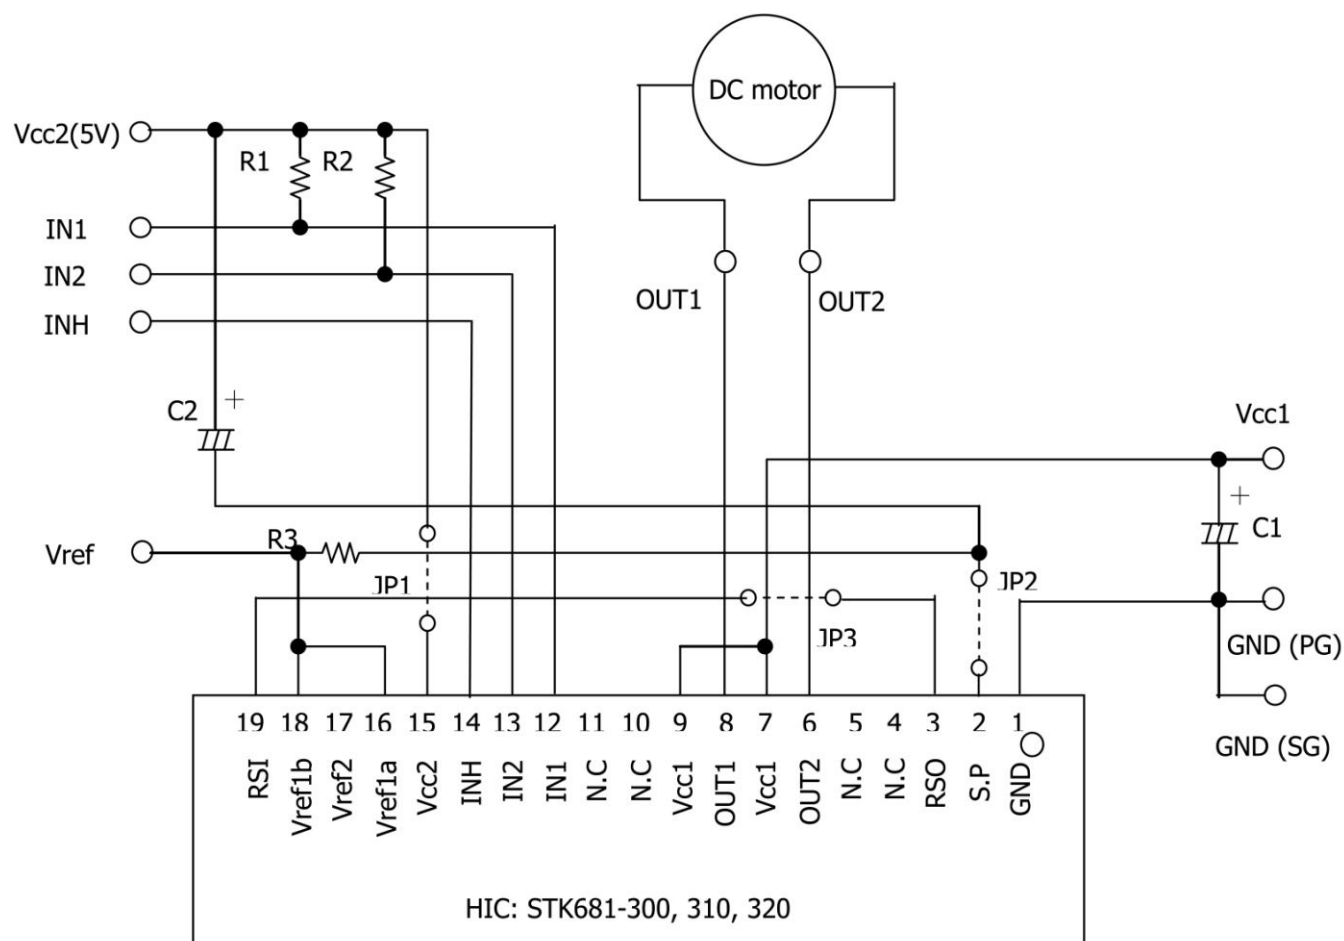 DC motor
Vcc2(5V)
R1
R2
IN1
IN2
INH
OUT1
OUT2
C2
+
Vcc1
+
C1
Vref
R3
JP1
JP2
JP3
GND (PG)
GND (SG)
19 18 17 16 15 14 13 12 11 10 9 8 7 6 5 4 3 2 1
RSI
Vref1b
Vref2
Vref1a
Vcc2
INH
IN2
IN1
N.C
N.C
Vcc1
OUT1
Vcc1
OUT2
N.C
N.C
RSO
S.P
GND
HIC: STK681-300, 310, 320